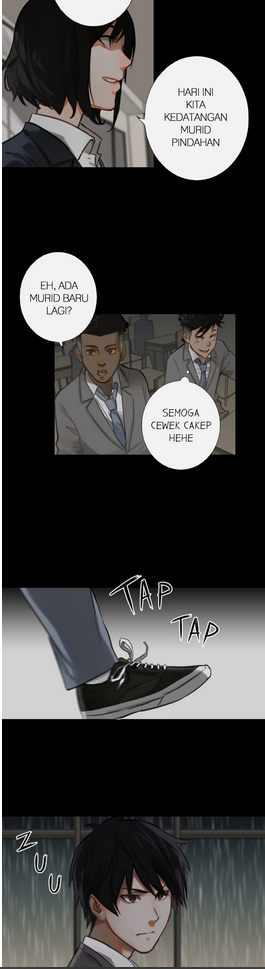 HARI INI
KITA
KEDATANGAN
MURID
PINDAHAN
EH, ADA
MURID BARU
LAGI?
SEMOGA
CEWEK CAKEP
HEHE
TAP
TAP
ZUU